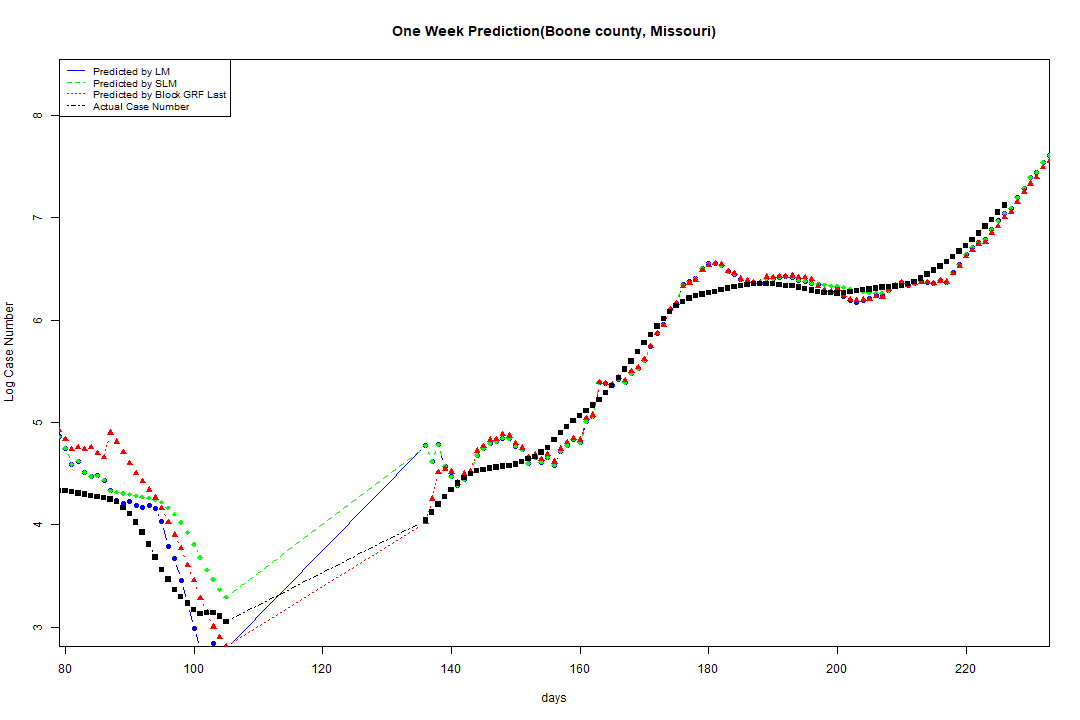 One Week Prediction(Boone county, Missouri)
Predicted by LM
Predicted by SLM
Predicted by Block GRF Last
Actual Case Number
8
7
6
5
4
3
Log Case Number
80 100 120 140 160 180 200 220
days